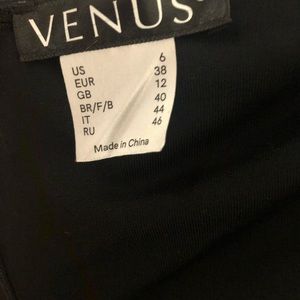 VENUS
6
US 38
EUR 12
GB 40
BR/F/B 44
IT 46
RU
Made in China